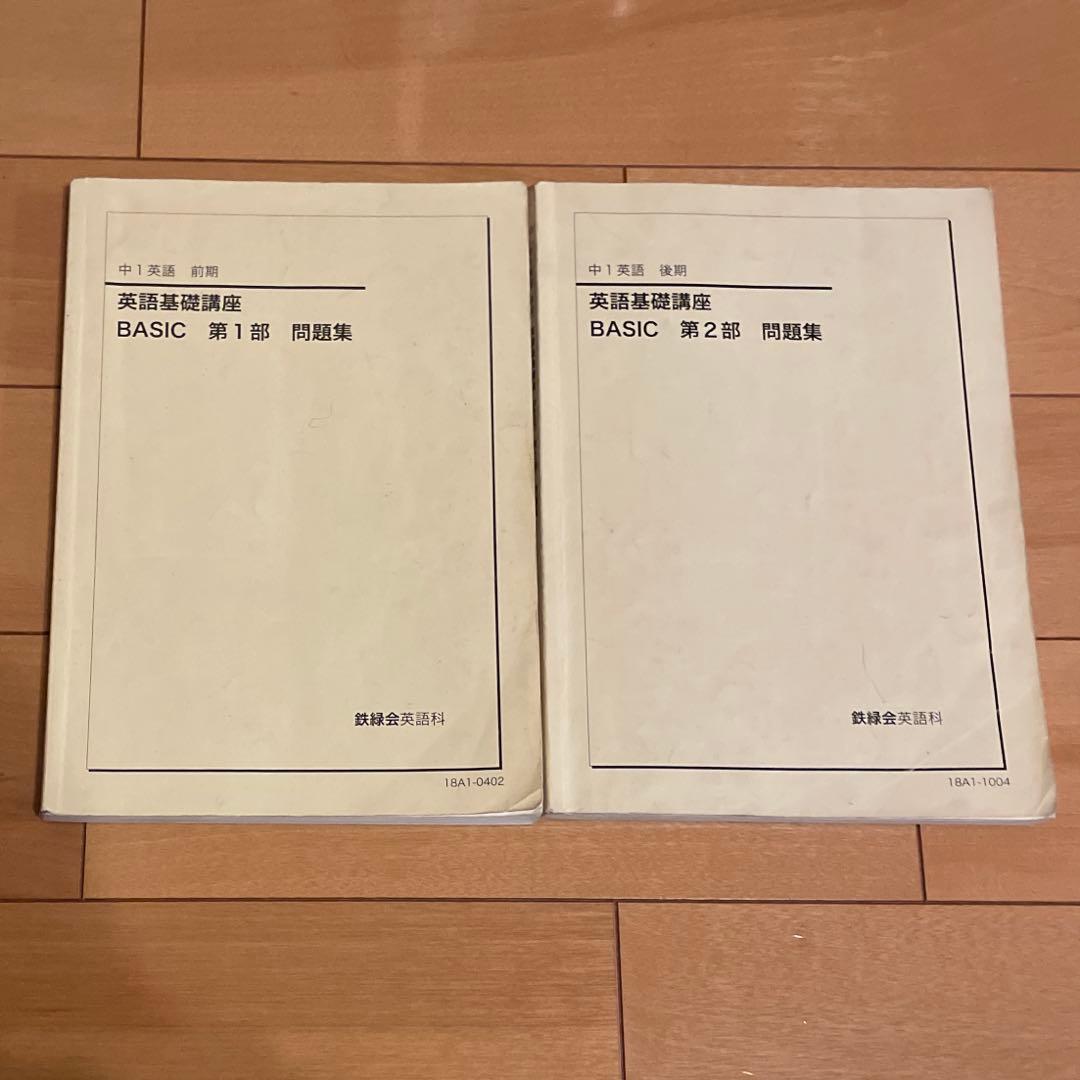 中1英語 前期
英語基礎講座
BASIC 第1部 問題集
鉄緑会英語科
18A1-0402
中1英語 後期
英語基礎講座
BASIC 第2部 問題集
鉄緑会英語科
18A1-1004